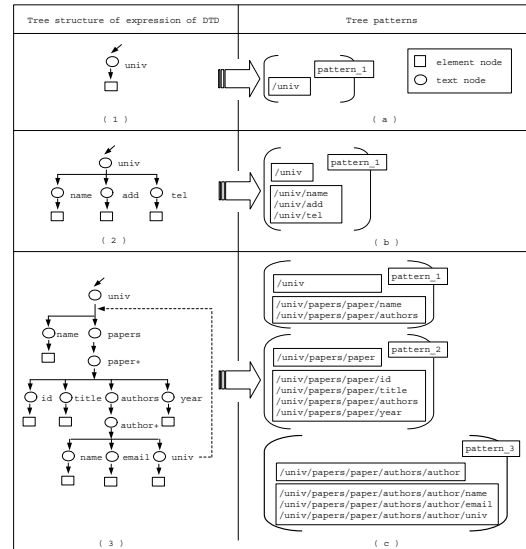 Tree structure of expression of DTD
Tree patterns
univ
( 1 )
pattern_1
/univ
element node
text node
( a )
univ
name add tel
( 2 )
pattern_1
/univ
/univ/name
/univ/add
/univ/tel
( b )
univ
name papers
paper+
id title authors year
author+
name email univ
( 3 )
pattern_1
/univ
/univ/papers/paper/name
/univ/papers/paper/authors
pattern_2
/univ/papers/paper
/univ/papers/paper/id
/univ/papers/paper/title
/univ/papers/paper/authors
/univ/papers/paper/year
pattern_3
/univ/papers/paper/authors/author
/univ/papers/paper/authors/author/name
/univ/papers/paper/authors/author/email
/univ/papers/paper/authors/author/univ
( c )